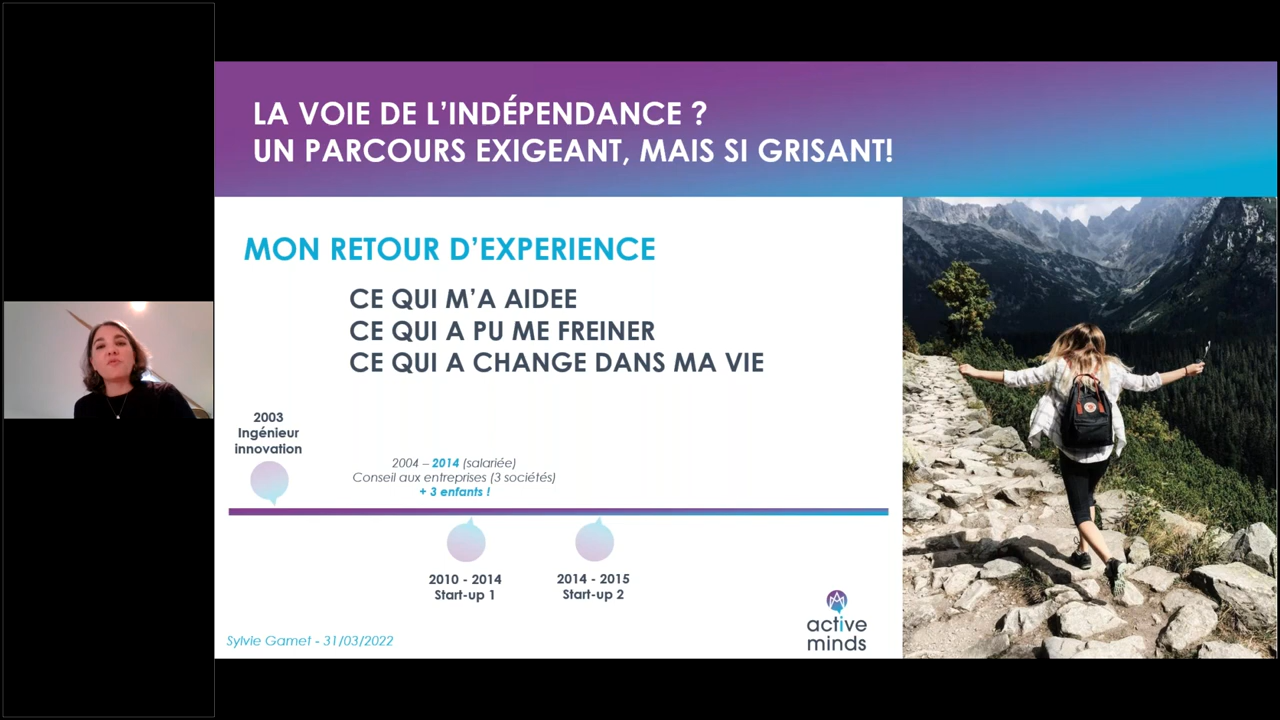 LA VOIE DE L'INDÉPENDANCE ?
UN PARCOURS EXIGEANT, MAIS SI GRISANT!
MON RETOUR D'EXPERIENCE
CE QUI M'A AIDEE
CE QUI A PU ME FREINER
CE QUI A CHANGE DANS MA VIE
2003
Ingénieur
innovation
2004 – 2014 (salariée)
Conseil aux entreprises (3 sociétés)
+ 3 enfants !
2010 - 2014
Start-up 1
2014 - 2015
Start-up 2
Sylvie Gamet - 31/03/2022
active
minds